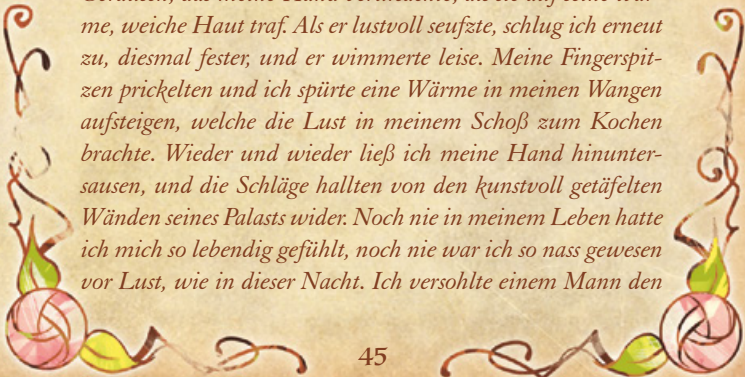 me, weiche Haut traf. Als er lustvoll seufzte, schlug ich erneut
zu, diesmal fester, und er wimmerte leise. Meine Fingerspit-
zen prickelten und ich spürte eine Wärme in meinen Wangen
aufsteigen, welche die Lust in meinem Schoß zum Kochen
brachte. Wieder und wieder ließ ich meine Hand hinunter-
sausen, und die Schläge hallten von den kunstvoll getäfelten
Wänden seines Palasts wider. Noch nie in meinem Leben hatte
ich mich so lebendig gefühlt, noch nie war ich so nass gewesen
vor Lust, wie in dieser Nacht. Ich versohlte einem Mann den
45